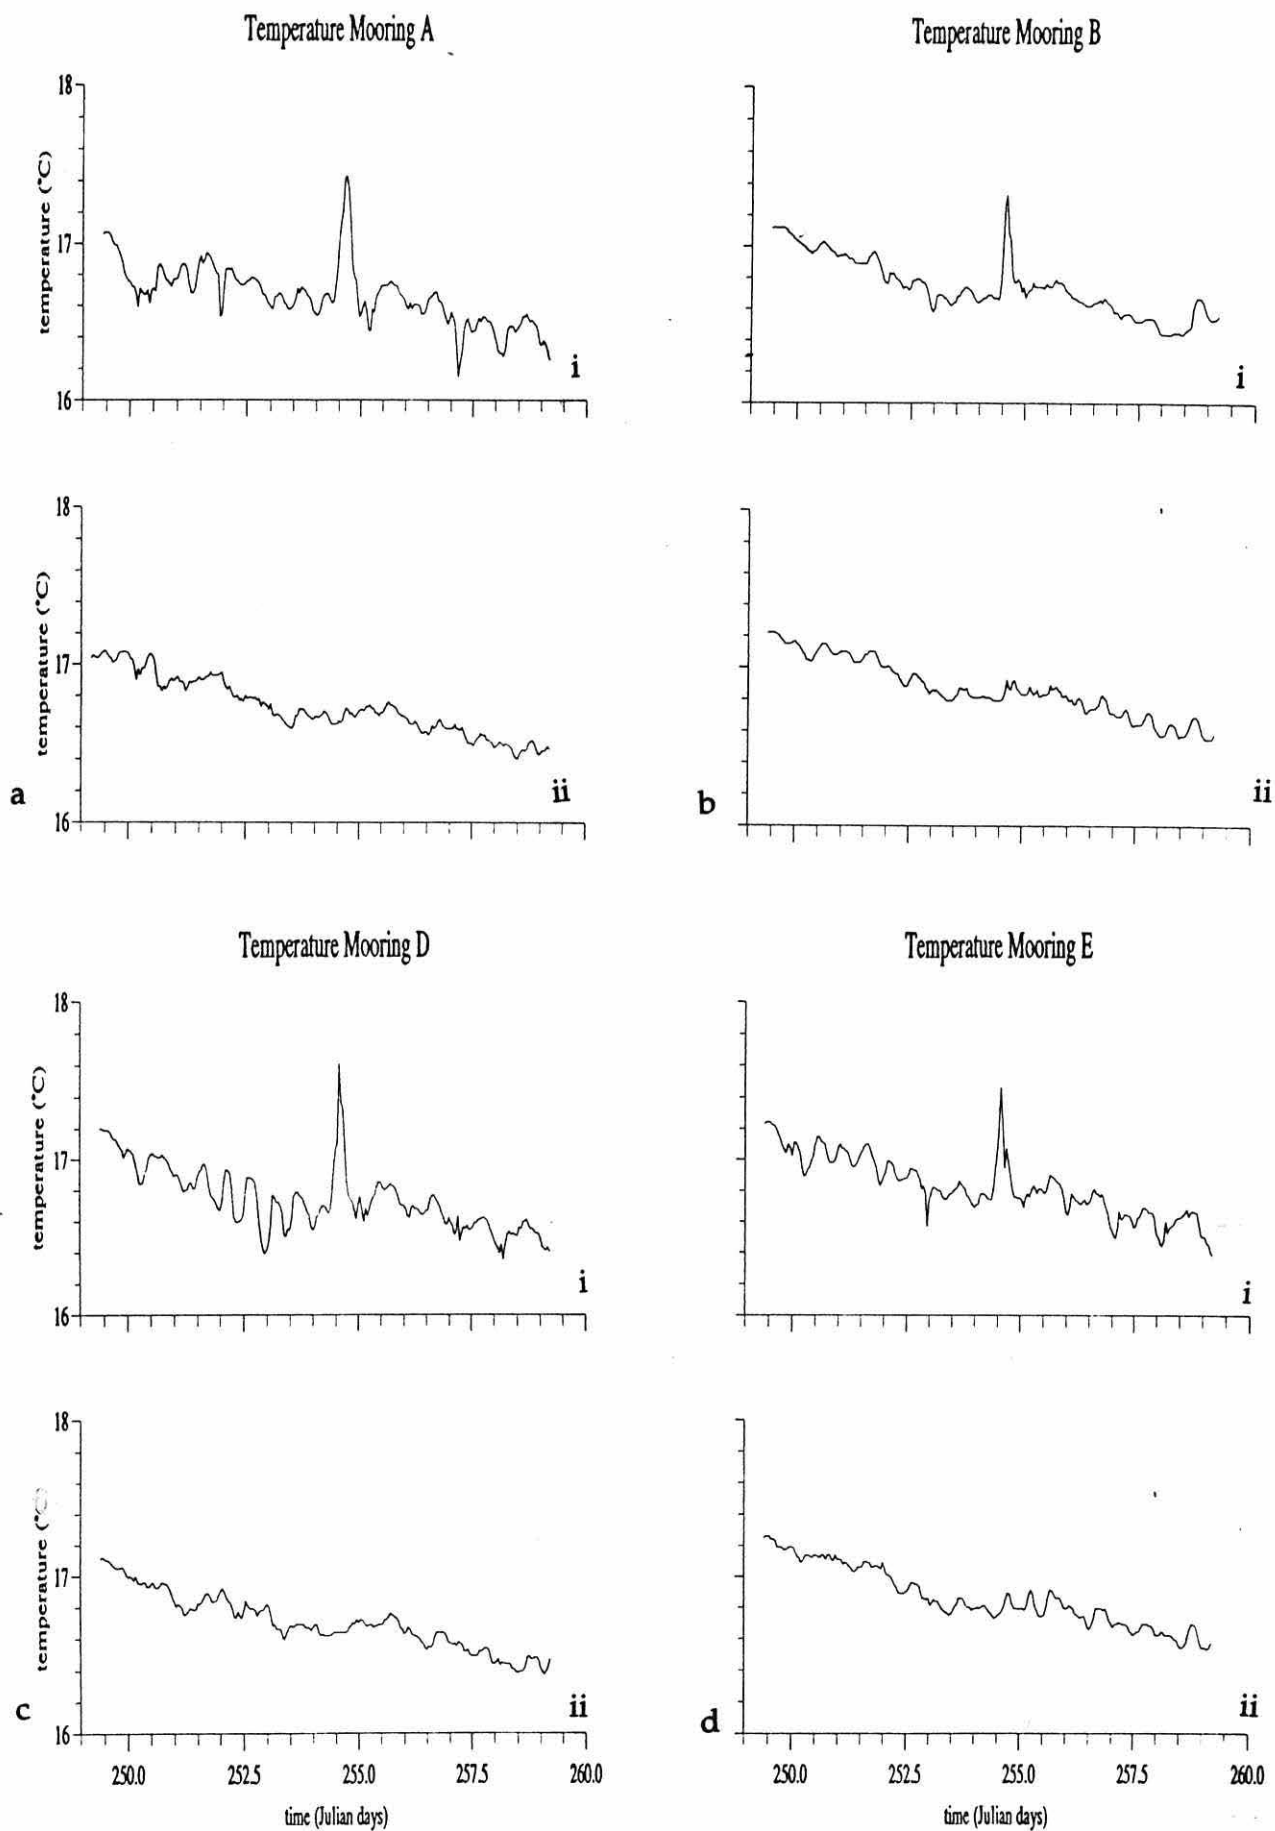 Temperature Mooring A
Temperature Mooring B
18
17
16
temperature (°C)
i
i
18
17
16
temperature (°C)
a
ii
b
ii
Temperature Mooring D
Temperature Mooring E
18
17
16
temperature (°C)
i
i
18
17
16
temperature (°C)
c
ii
d
ii
250.0 252.5 255.0 257.5 260.0
250.0 252.5 255.0 257.5 260.0
time (Julian days)
time (Julian days)